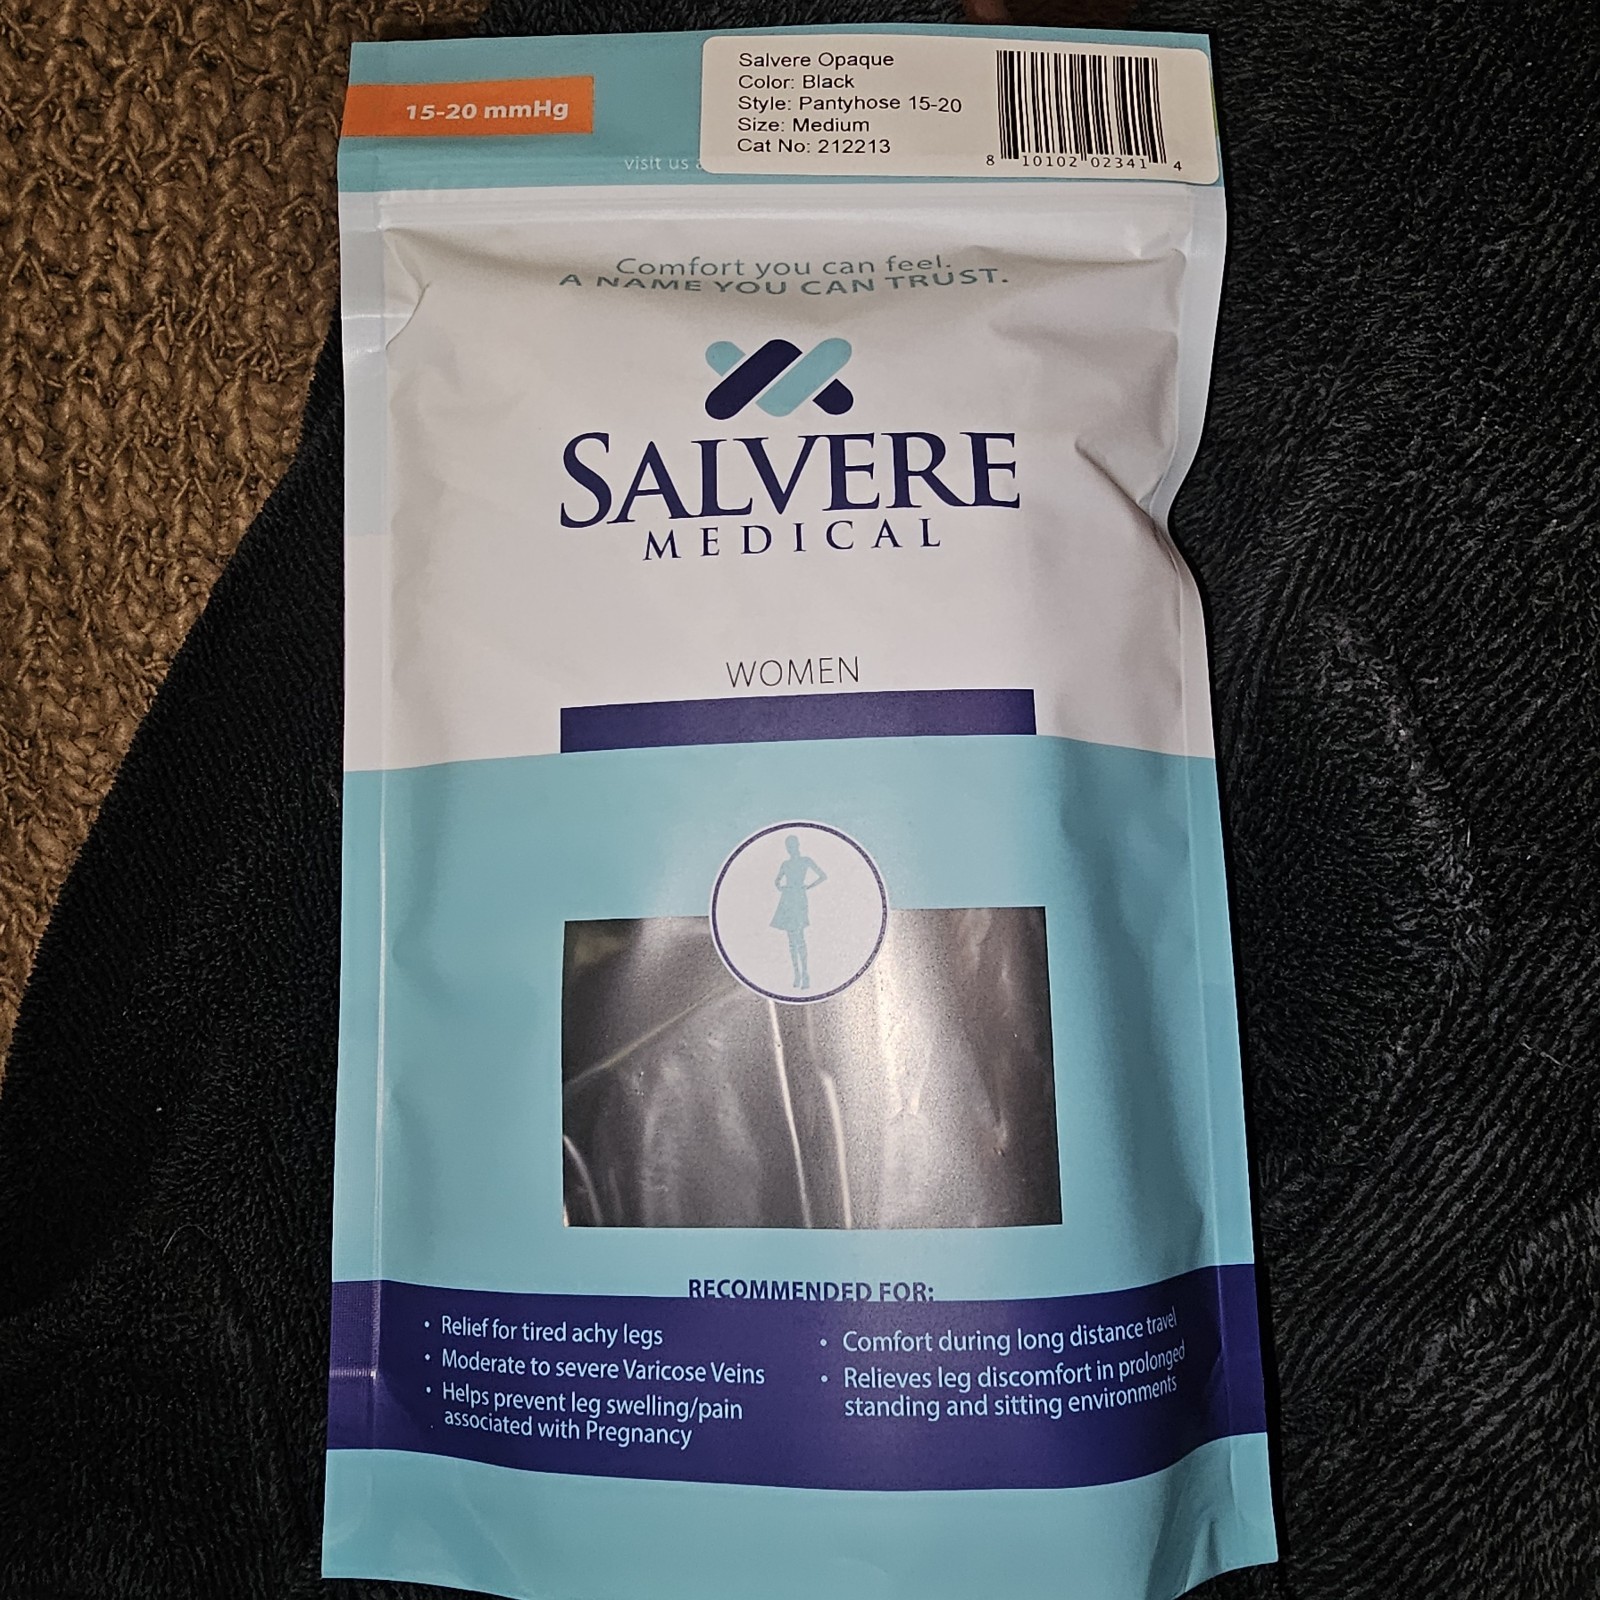 15-20 mmHg
Salvere Opaque
Color: Black
Style: Pantyhose 15-20
Size: Medium
Cat No: 212213
8 10102 02341 4
visit us
Comfort you can feel.
A NAME YOU CAN TRUST.
SALVERE
MEDICAL
WOMEN
RECOMMENDED FOR:
• Relief for tired achy legs
• Moderate to severe Varicose Veins
• Helps prevent leg swelling/pain
associated with Pregnancy
• Comfort during long distance travel
• Relieves leg discomfort in prolonged
standing and sitting environments